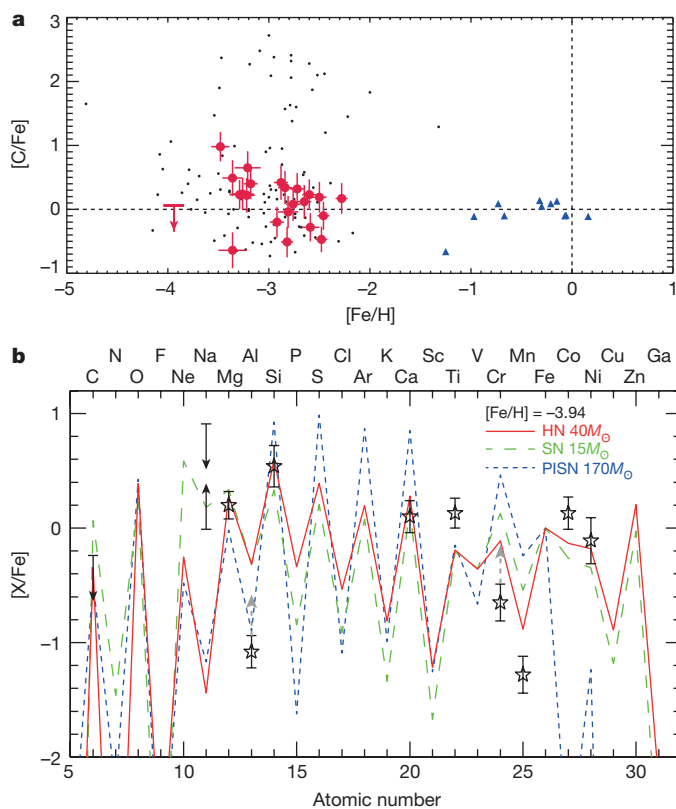 a
3
2
1
0
−1
[C/Fe]
−5 −4 −3 −2 −1 0 1
[Fe/H]
b
N F Na Al P Cl K Sc V Mn Co Cu Ga
C O Ne Mg Si S Ar Ca Ti Cr Fe Ni Zn
1
0
−1
−2
[X/Fe]
[Fe/H] = −3.94
HN 40M⊙
SN 15M⊙
PISN 170M⊙
5 10 15 20 25 30
Atomic number